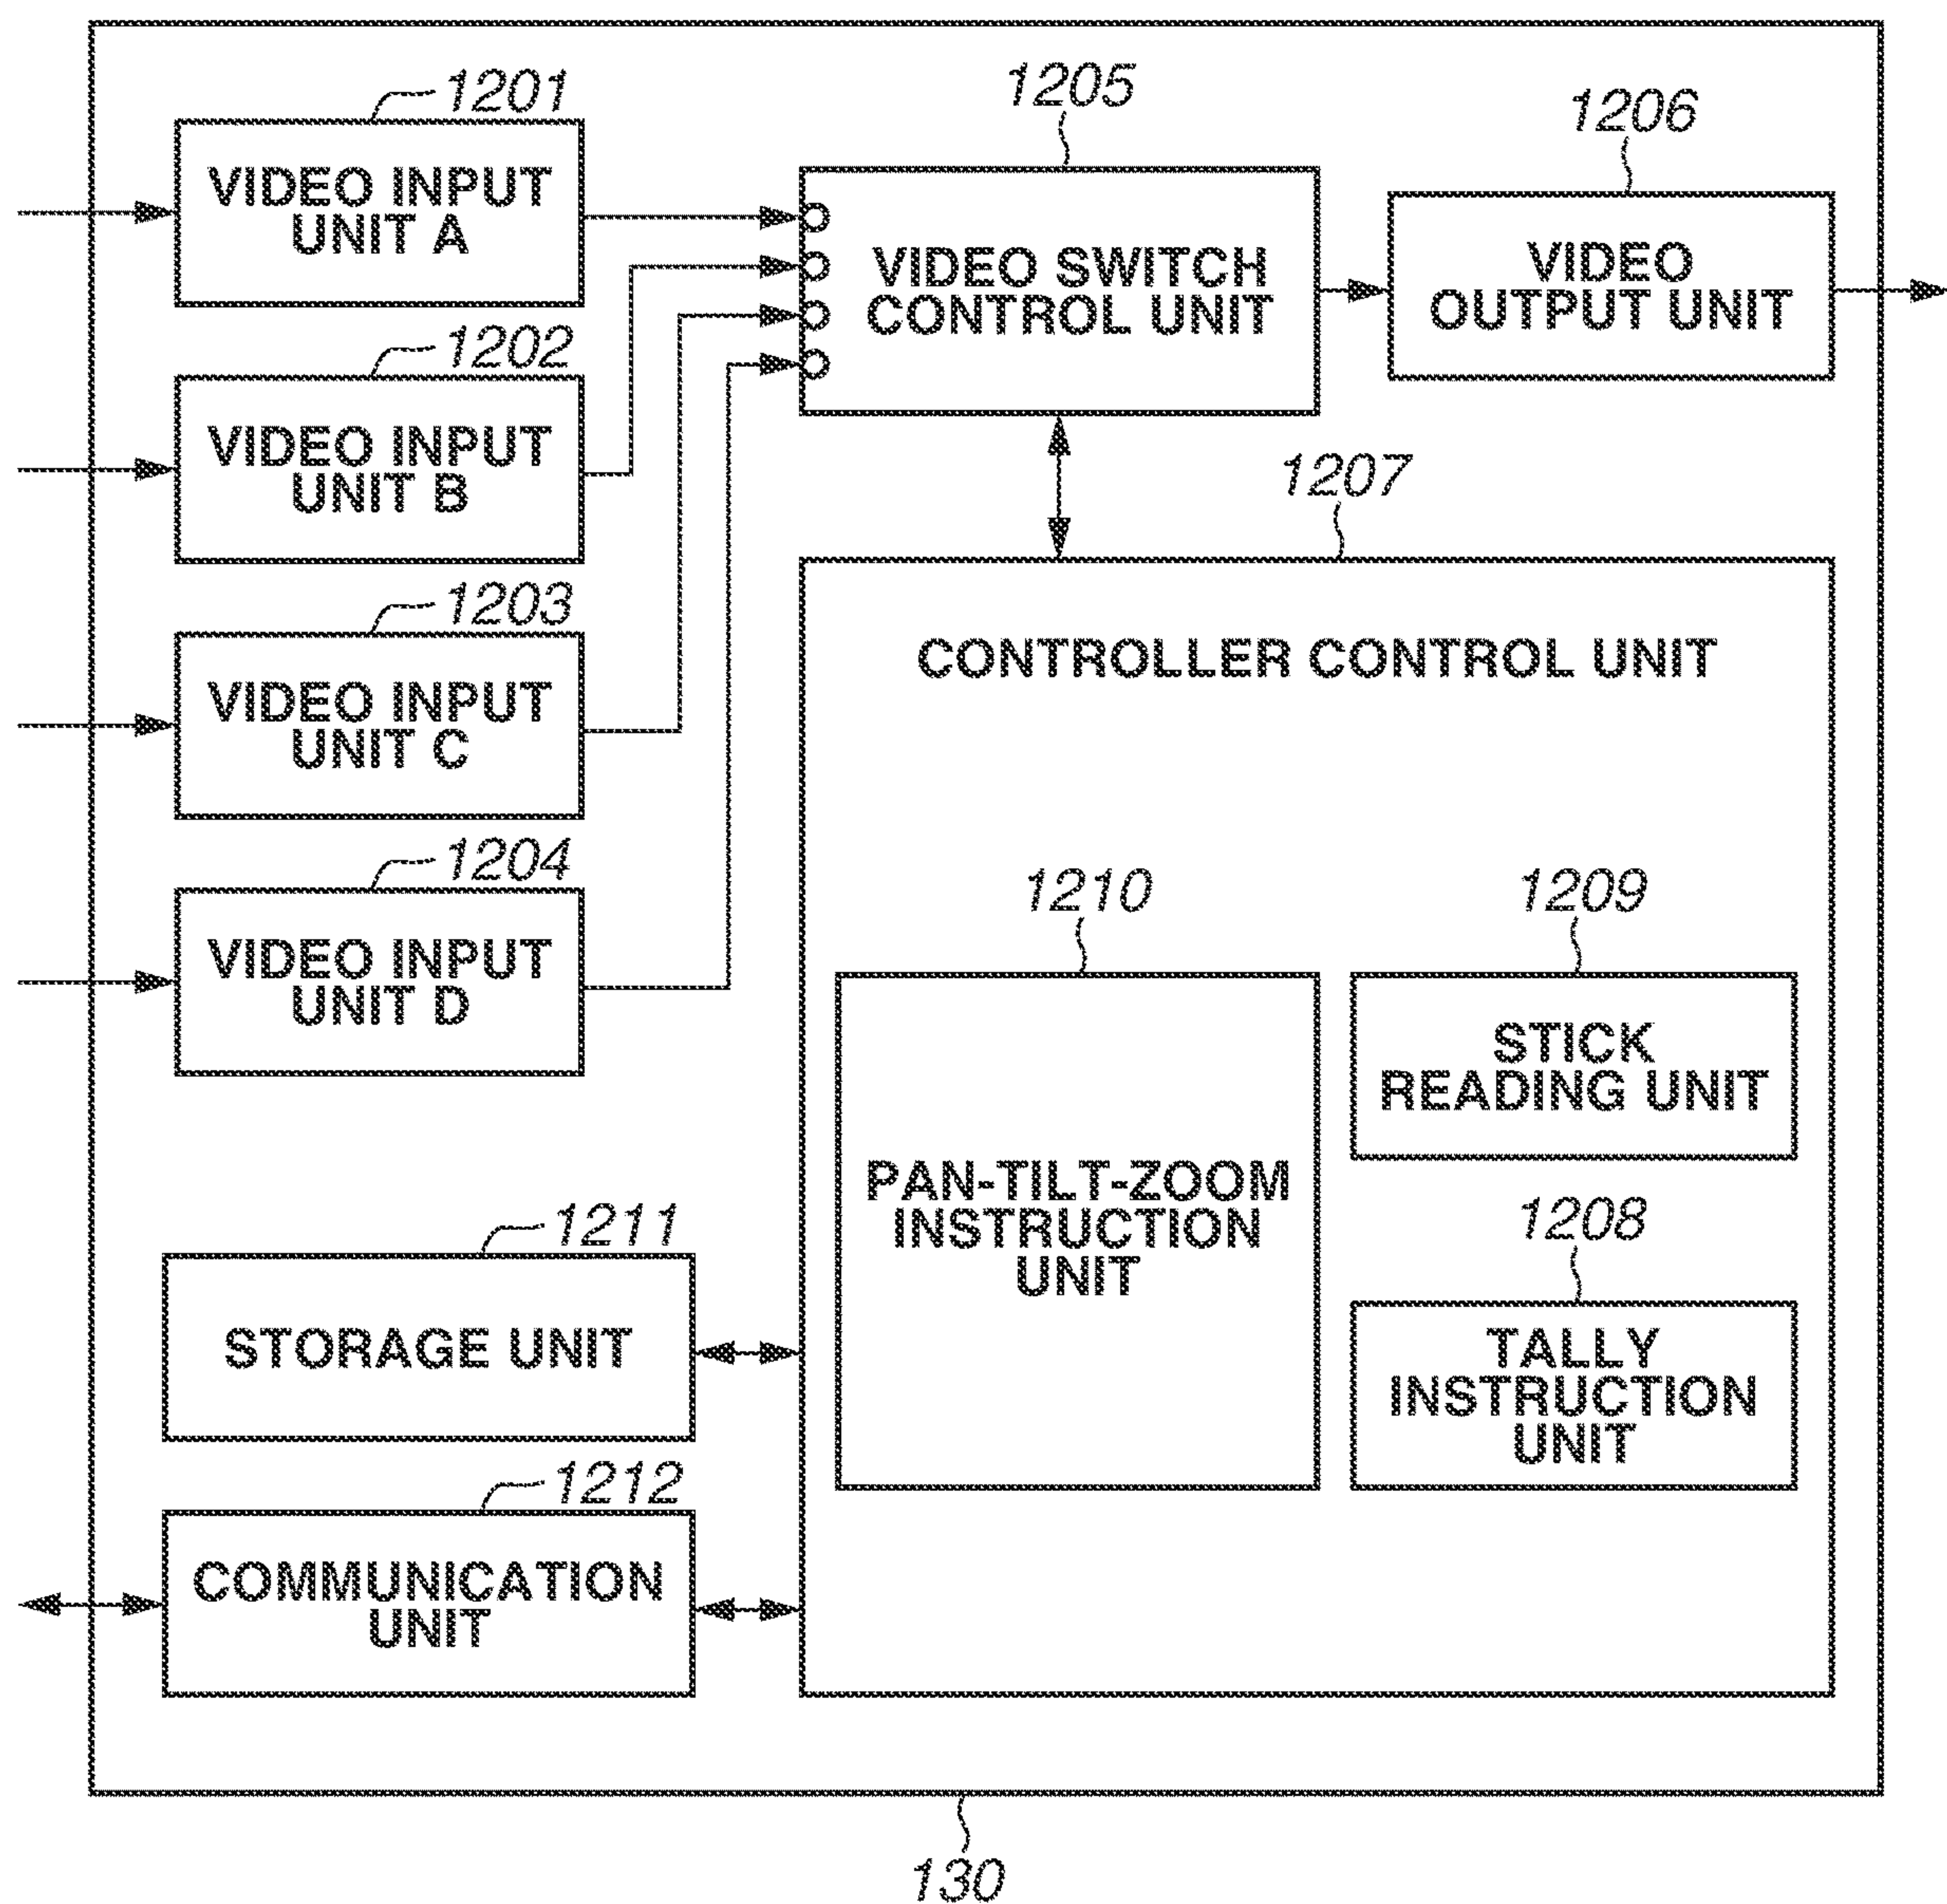 1201
VIDEO INPUT
UNIT A
1202
VIDEO INPUT
UNIT B
1203
VIDEO INPUT
UNIT C
1204
VIDEO INPUT
UNIT D
1205
VIDEO SWITCH
CONTROL UNIT
1206
VIDEO
OUTPUT UNIT
1207
CONTROLLER CONTROL UNIT
1210
PAN-TILT-ZOOM
INSTRUCTION
UNIT
1209
STICK
READING UNIT
1208
TALLY
INSTRUCTION
UNIT
1211
STORAGE UNIT
1212
COMMUNICATION
UNIT
130